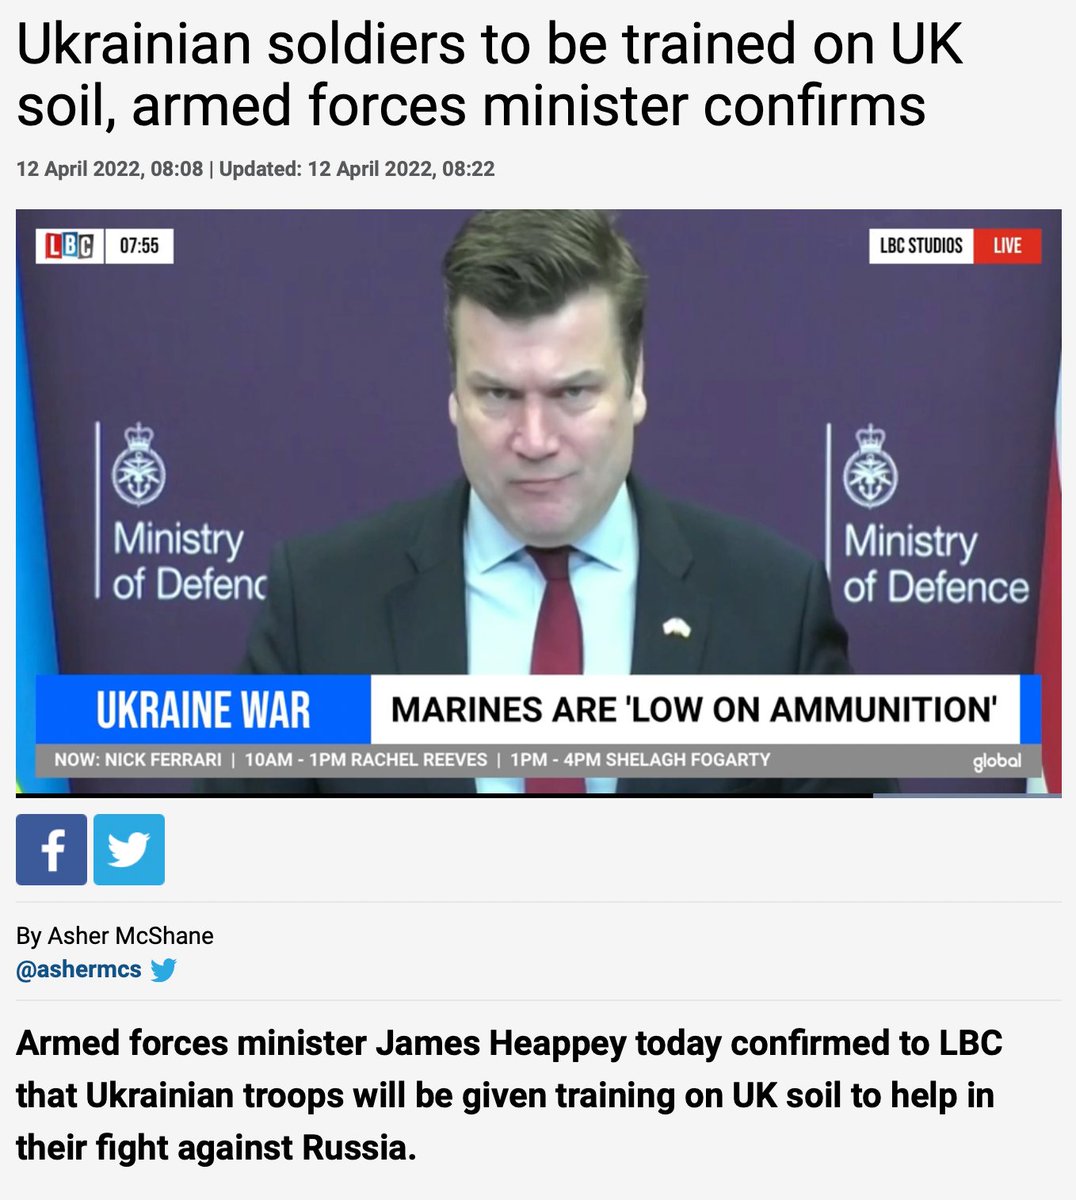 Ukrainian soldiers to be trained on UK
soil, armed forces minister confirms
12 April 2022, 08:08 | Updated: 12 April 2022, 08:22
LBC 07:55
LBC STUDIOS LIVE
Ministry
of Defenc
Ministry
of Defence
UKRAINE WAR
MARINES ARE 'LOW ON AMMUNITION'
NOW: NICK FERRARI | 10AM - 1PM RACHEL REEVES | 1PM - 4PM SHELAGH FOGARTY
global
By Asher McShane
@ashermcs
Armed forces minister James Heappey today confirmed to LBC
that Ukrainian troops will be given training on UK soil to help in
their fight against Russia.